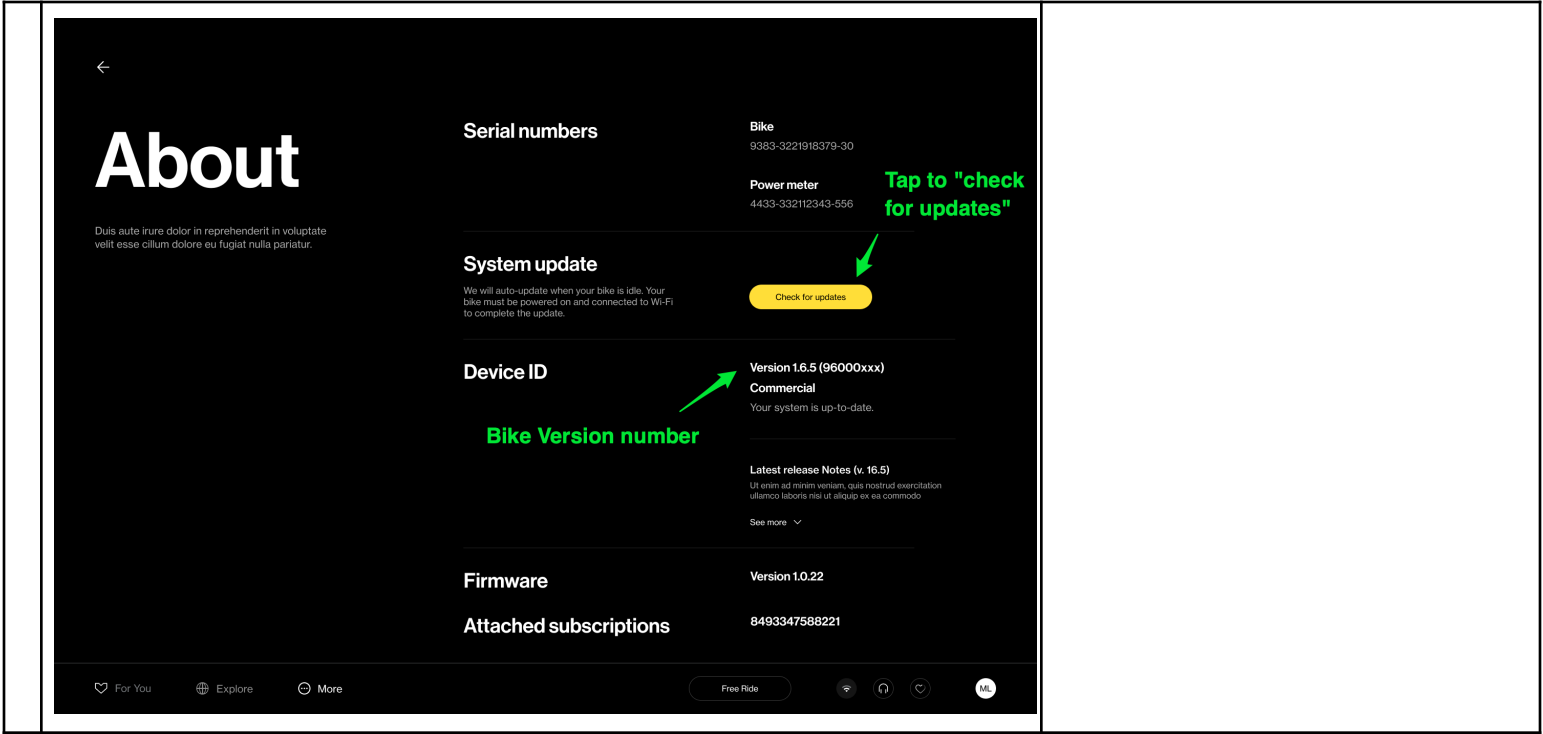 About
Duis aute irure dolor in reprehenderit in voluptate
velit esse cillum dolore eu fugiat nulla pariatur.
Serial numbers
Bike
9383-3221918379-30
Power meter
4433-332112343-556
Tap to "check
for updates"
System update
We will auto-update when your bike is idle. Your
bike must be powered on and connected to Wi-Fi
to complete the update.
Check for updates
Device ID
Version 1.6.5 (96000xxx)
Commercial
Your system is up-to-date.
Bike Version number
Latest release Notes (v. 16.5)
Ut enim ad minim veniam, quis nostrud exercitation
ullamco laboris nisi ut aliquip ex ea commodo
See more
Firmware
Version 1.0.22
Attached subscriptions
8493347588221
For You
Explore
More
Free Ride
ML